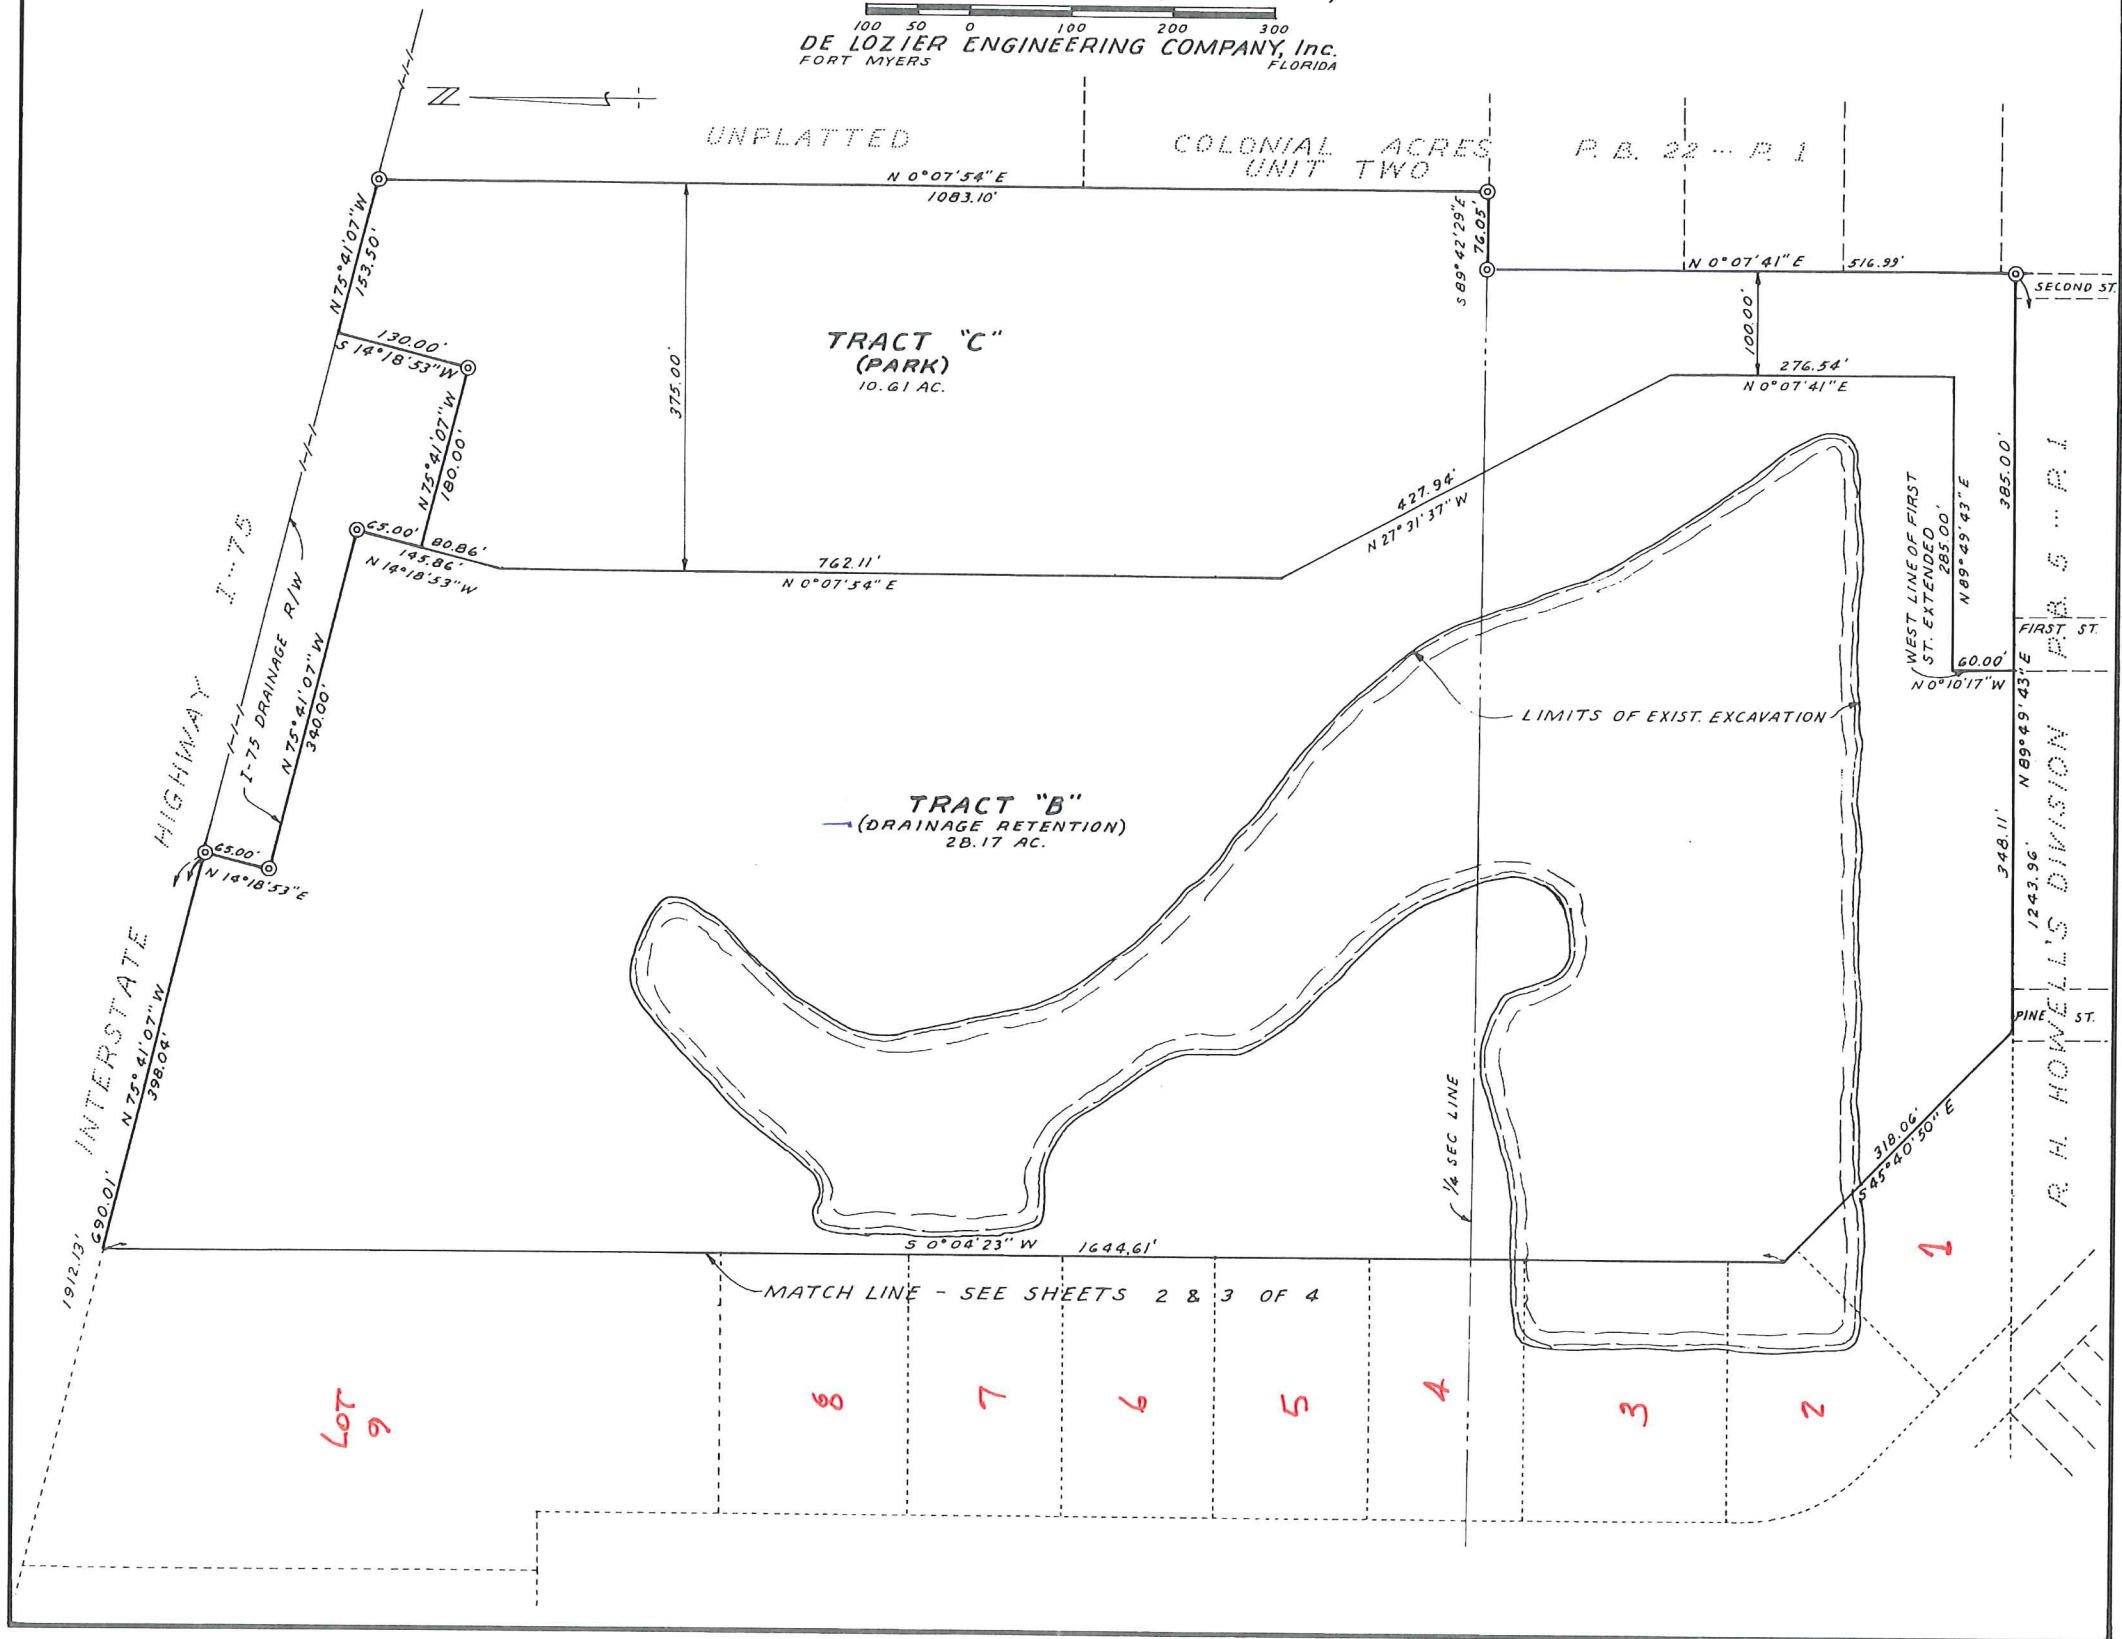 100 50 0 100 200 300
DE LOZIER ENGINEERING COMPANY, Inc.
FORT MYERS FLORIDA
N
UNPLATTED
COLONIAL ACRES
UNIT TWO
P. B. 22 --- P. 1
N 0°07'54" E
1083.10'
S 89°42'29" E
76.05'
N 0°07'41" E 516.99'
SECOND ST.
N 75°41'07" W
153.50'
130.00'
S 14°18'53" W
N 75°41'07" W
180.00'
375.00'
TRACT "C"
(PARK)
10.61 AC.
100.00'
276.54'
N 0°07'41" E
385.00'
P.B. 5 --- P. 1
427.94'
N 27°31'37" W
WEST LINE OF FIRST
ST. EXTENDED
285.00'
N 89°49'43" E
65.00' 80.86'
145.86'
N 14°18'53" W
762.11'
N 0°07'54" E
FIRST ST.
60.00'
N 0°10'17" W
HIGHWAY I--75
I-75 DRAINAGE R/W
N 75°41'07" W
340.00'
LIMITS OF EXIST. EXCAVATION
N 89°49'43" E
TRACT "B"
(DRAINAGE RETENTION)
28.17 AC.
348.11'
1243.96'
65.00'
N 14°18'53" E
INTERSTATE
N 75°41'07" W
398.04'
PINE ST.
R. H. HOWELL'S DIVISION
1/4 SEC LINE
318.06'
S 45°40'50" E
690.01'
1912.13'
S 0°04'23" W 1644.61'
MATCH LINE - SEE SHEETS 2 & 3 OF 4
1
LOT
9
8
7
6
5
4
3
2